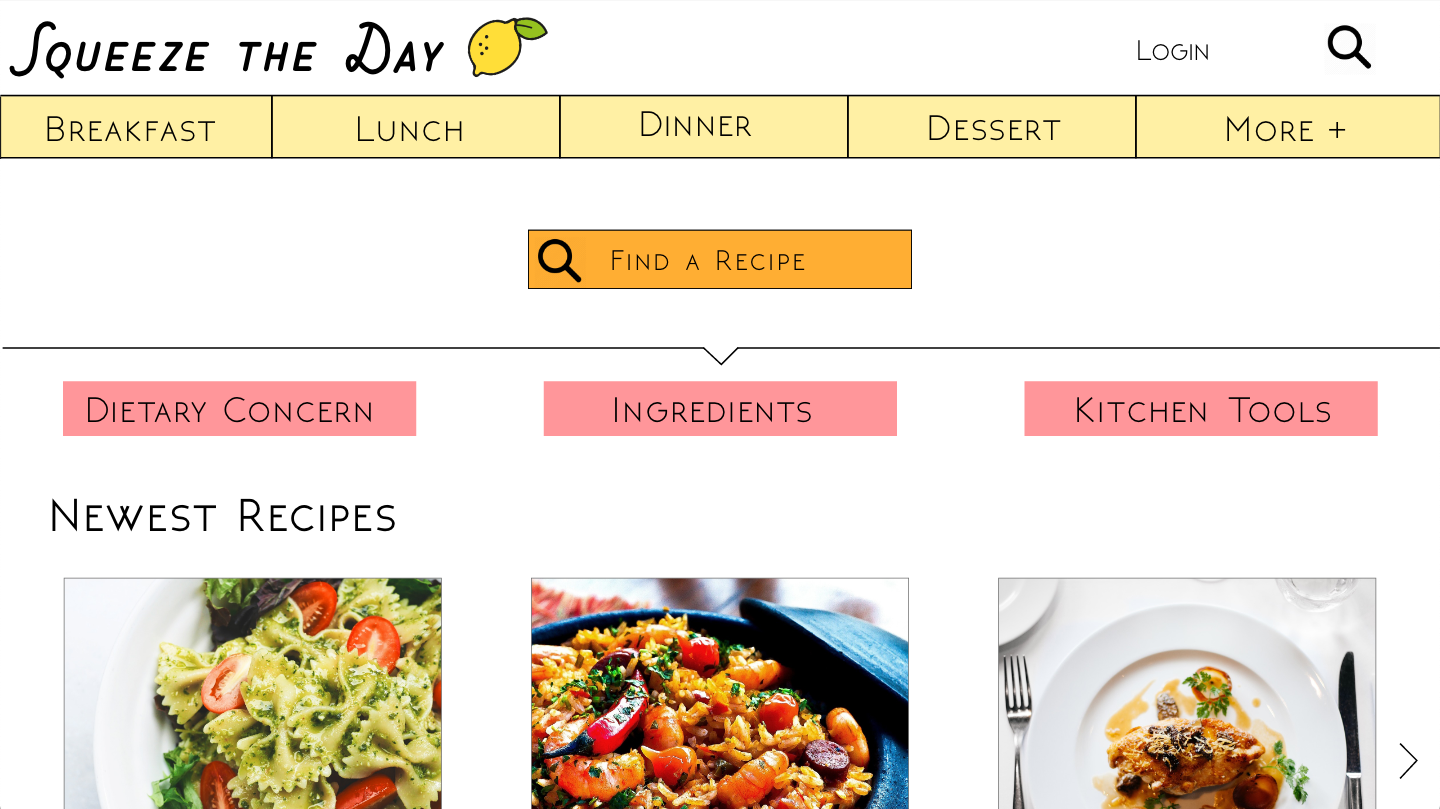 Squeeze the Day
Login
Breakfast
Lunch
Dinner
Dessert
More +
Find a Recipe
Dietary Concern
Ingredients
Kitchen Tools
Newest Recipes